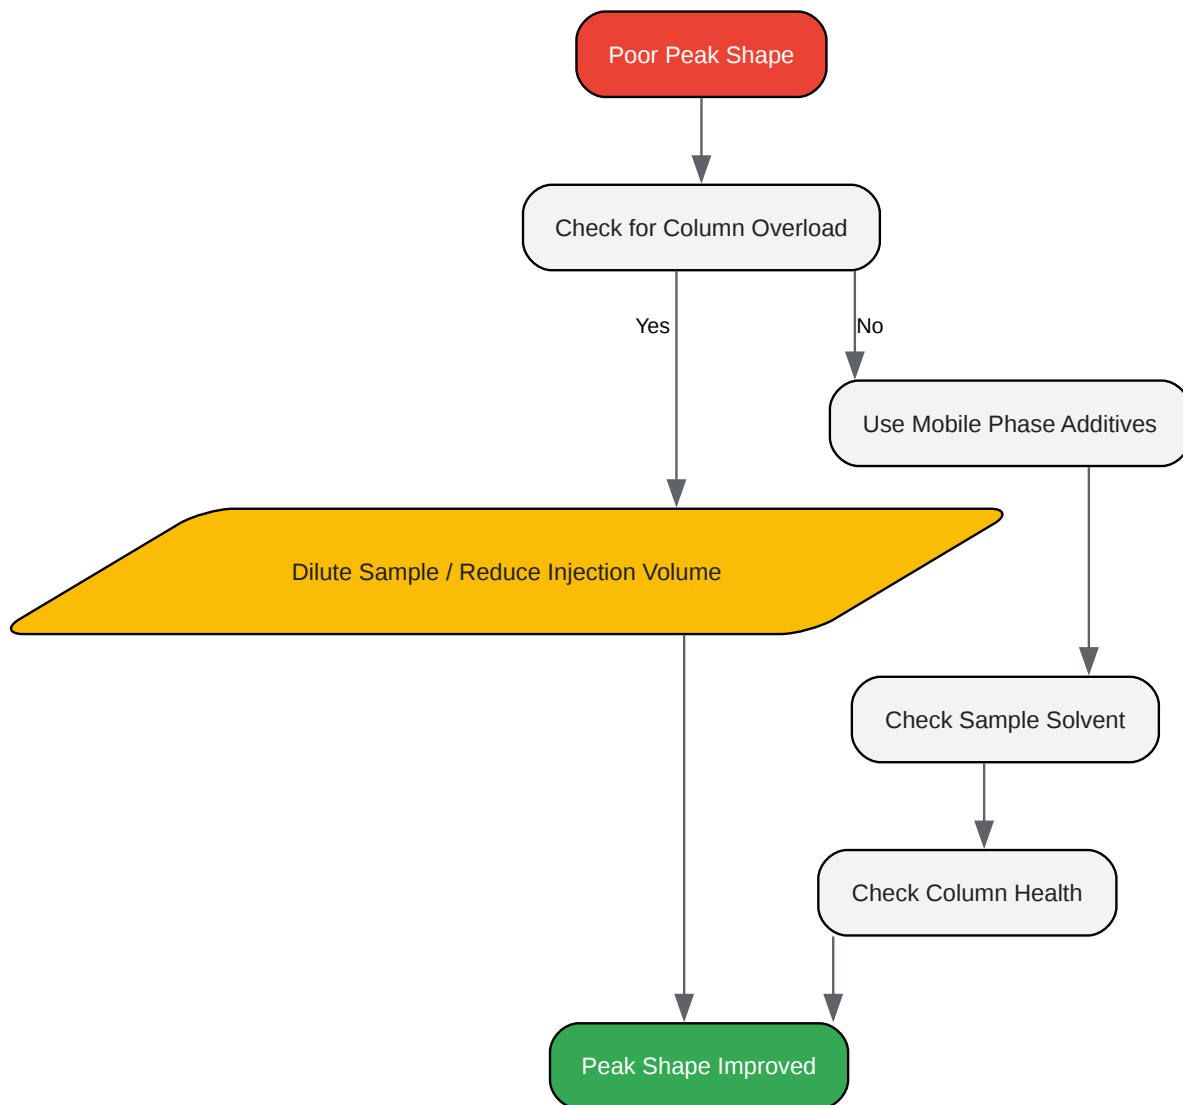 Poor Peak Shape
Check for Column Overload
Yes
No
Use Mobile Phase Additives
Dilute Sample / Reduce Injection Volume
Check Sample Solvent
Check Column Health
Peak Shape Improved